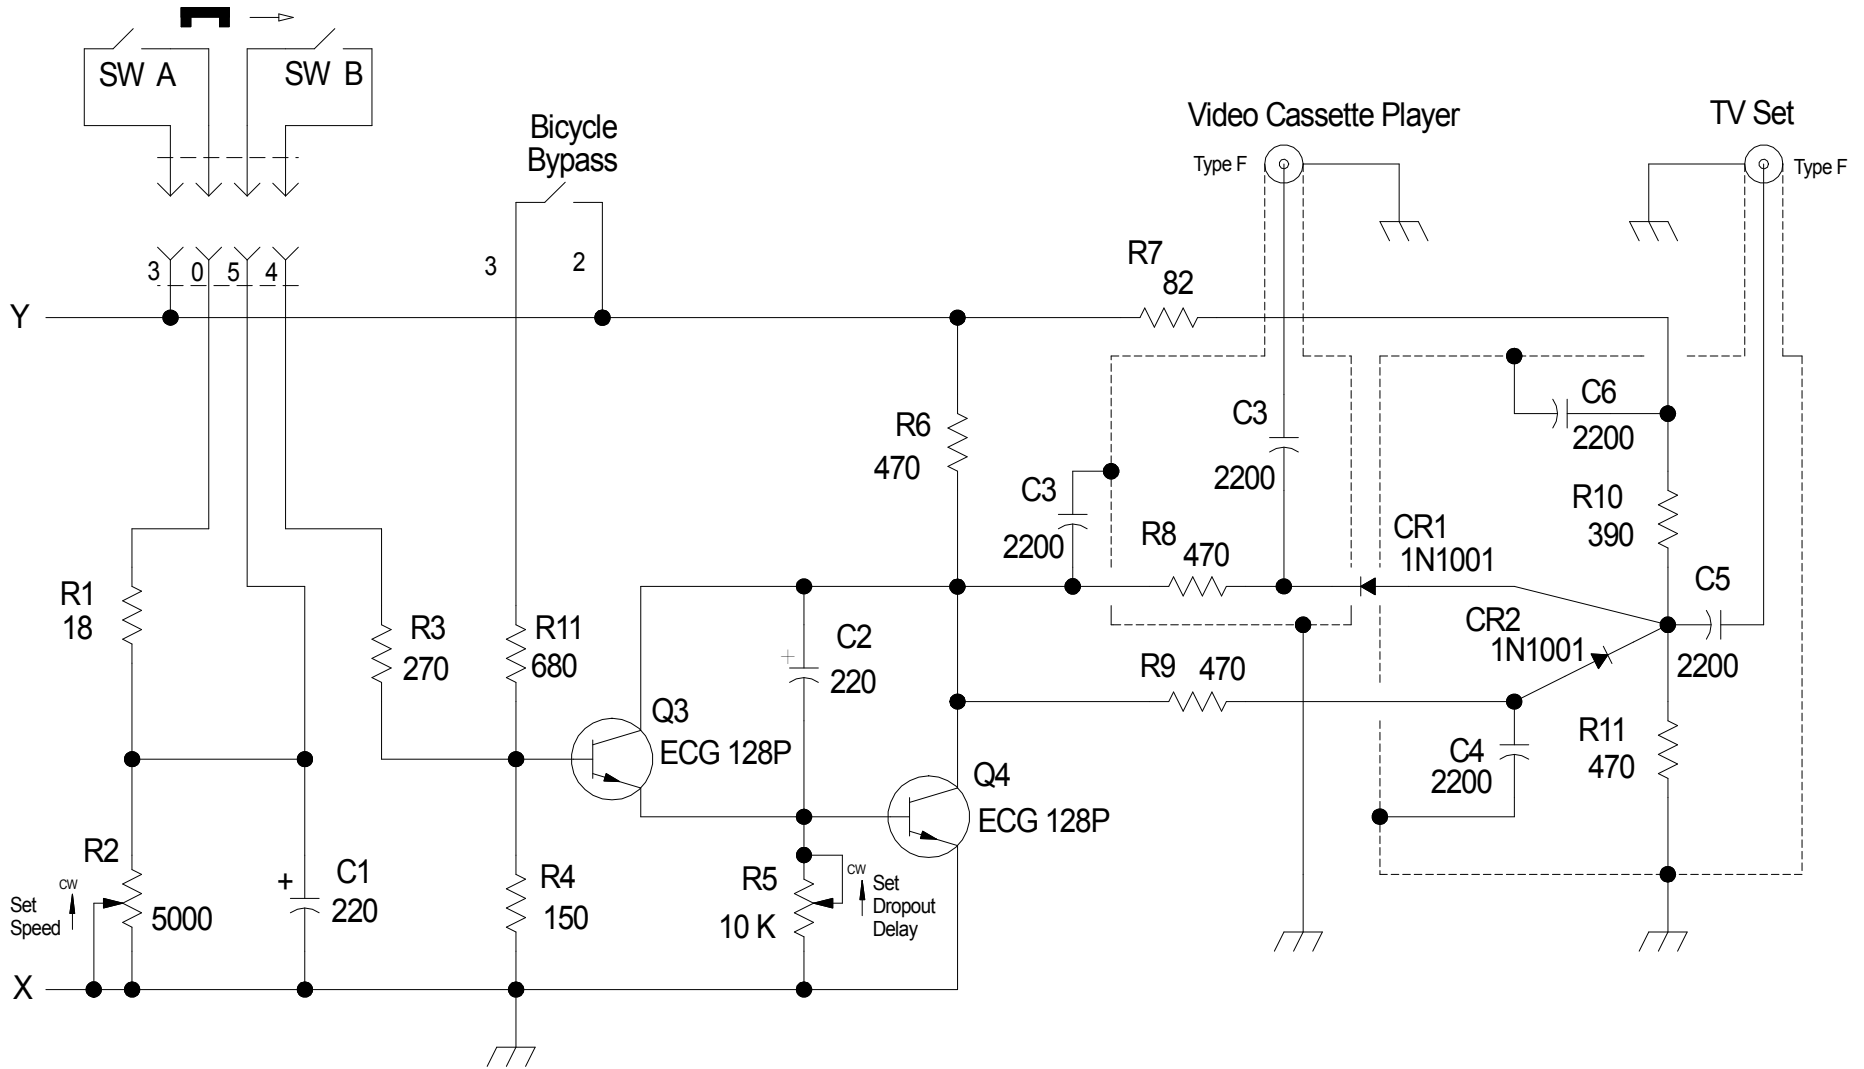 SW A
SW B
Video Cassette Player
TV Set
Bicycle
Bypass
Type F
Type F
3
0
5
4
3
2
R7
82
Y
C6
2200
C3
2200
R6
470
C3
2200
R10
390
CR1
1N1001
R8
470
C5
2200
R1
18
R3
270
R11
680
C2
+
220
CR2
1N1001
R9
470
Q3
ECG 128P
R11
470
C4
2200
Q4
ECG 128P
R2
5000
CW
Set
Speed
+
C1
220
R4
150
R5
10 K
CW
Set
Dropout
Delay
X